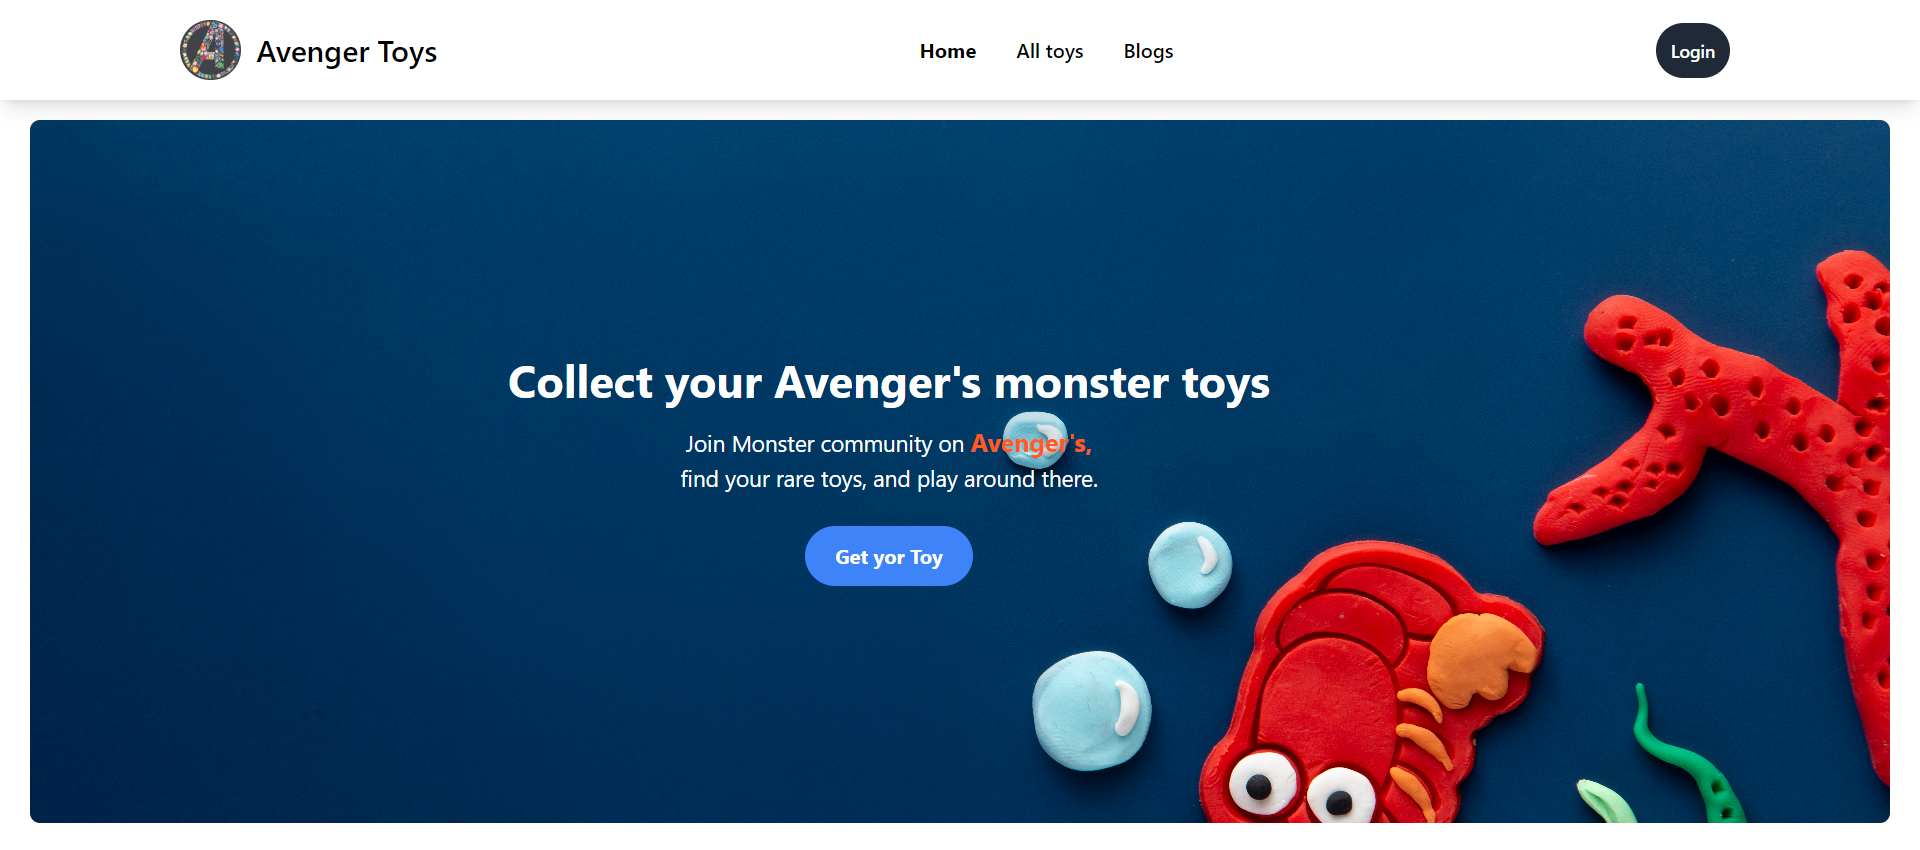 Avenger Toys
Home All toys Blogs
Login
Collect your Avenger's monster toys
Join Monster community on Avenger's,
find your rare toys, and play around there.
Get yor Toy